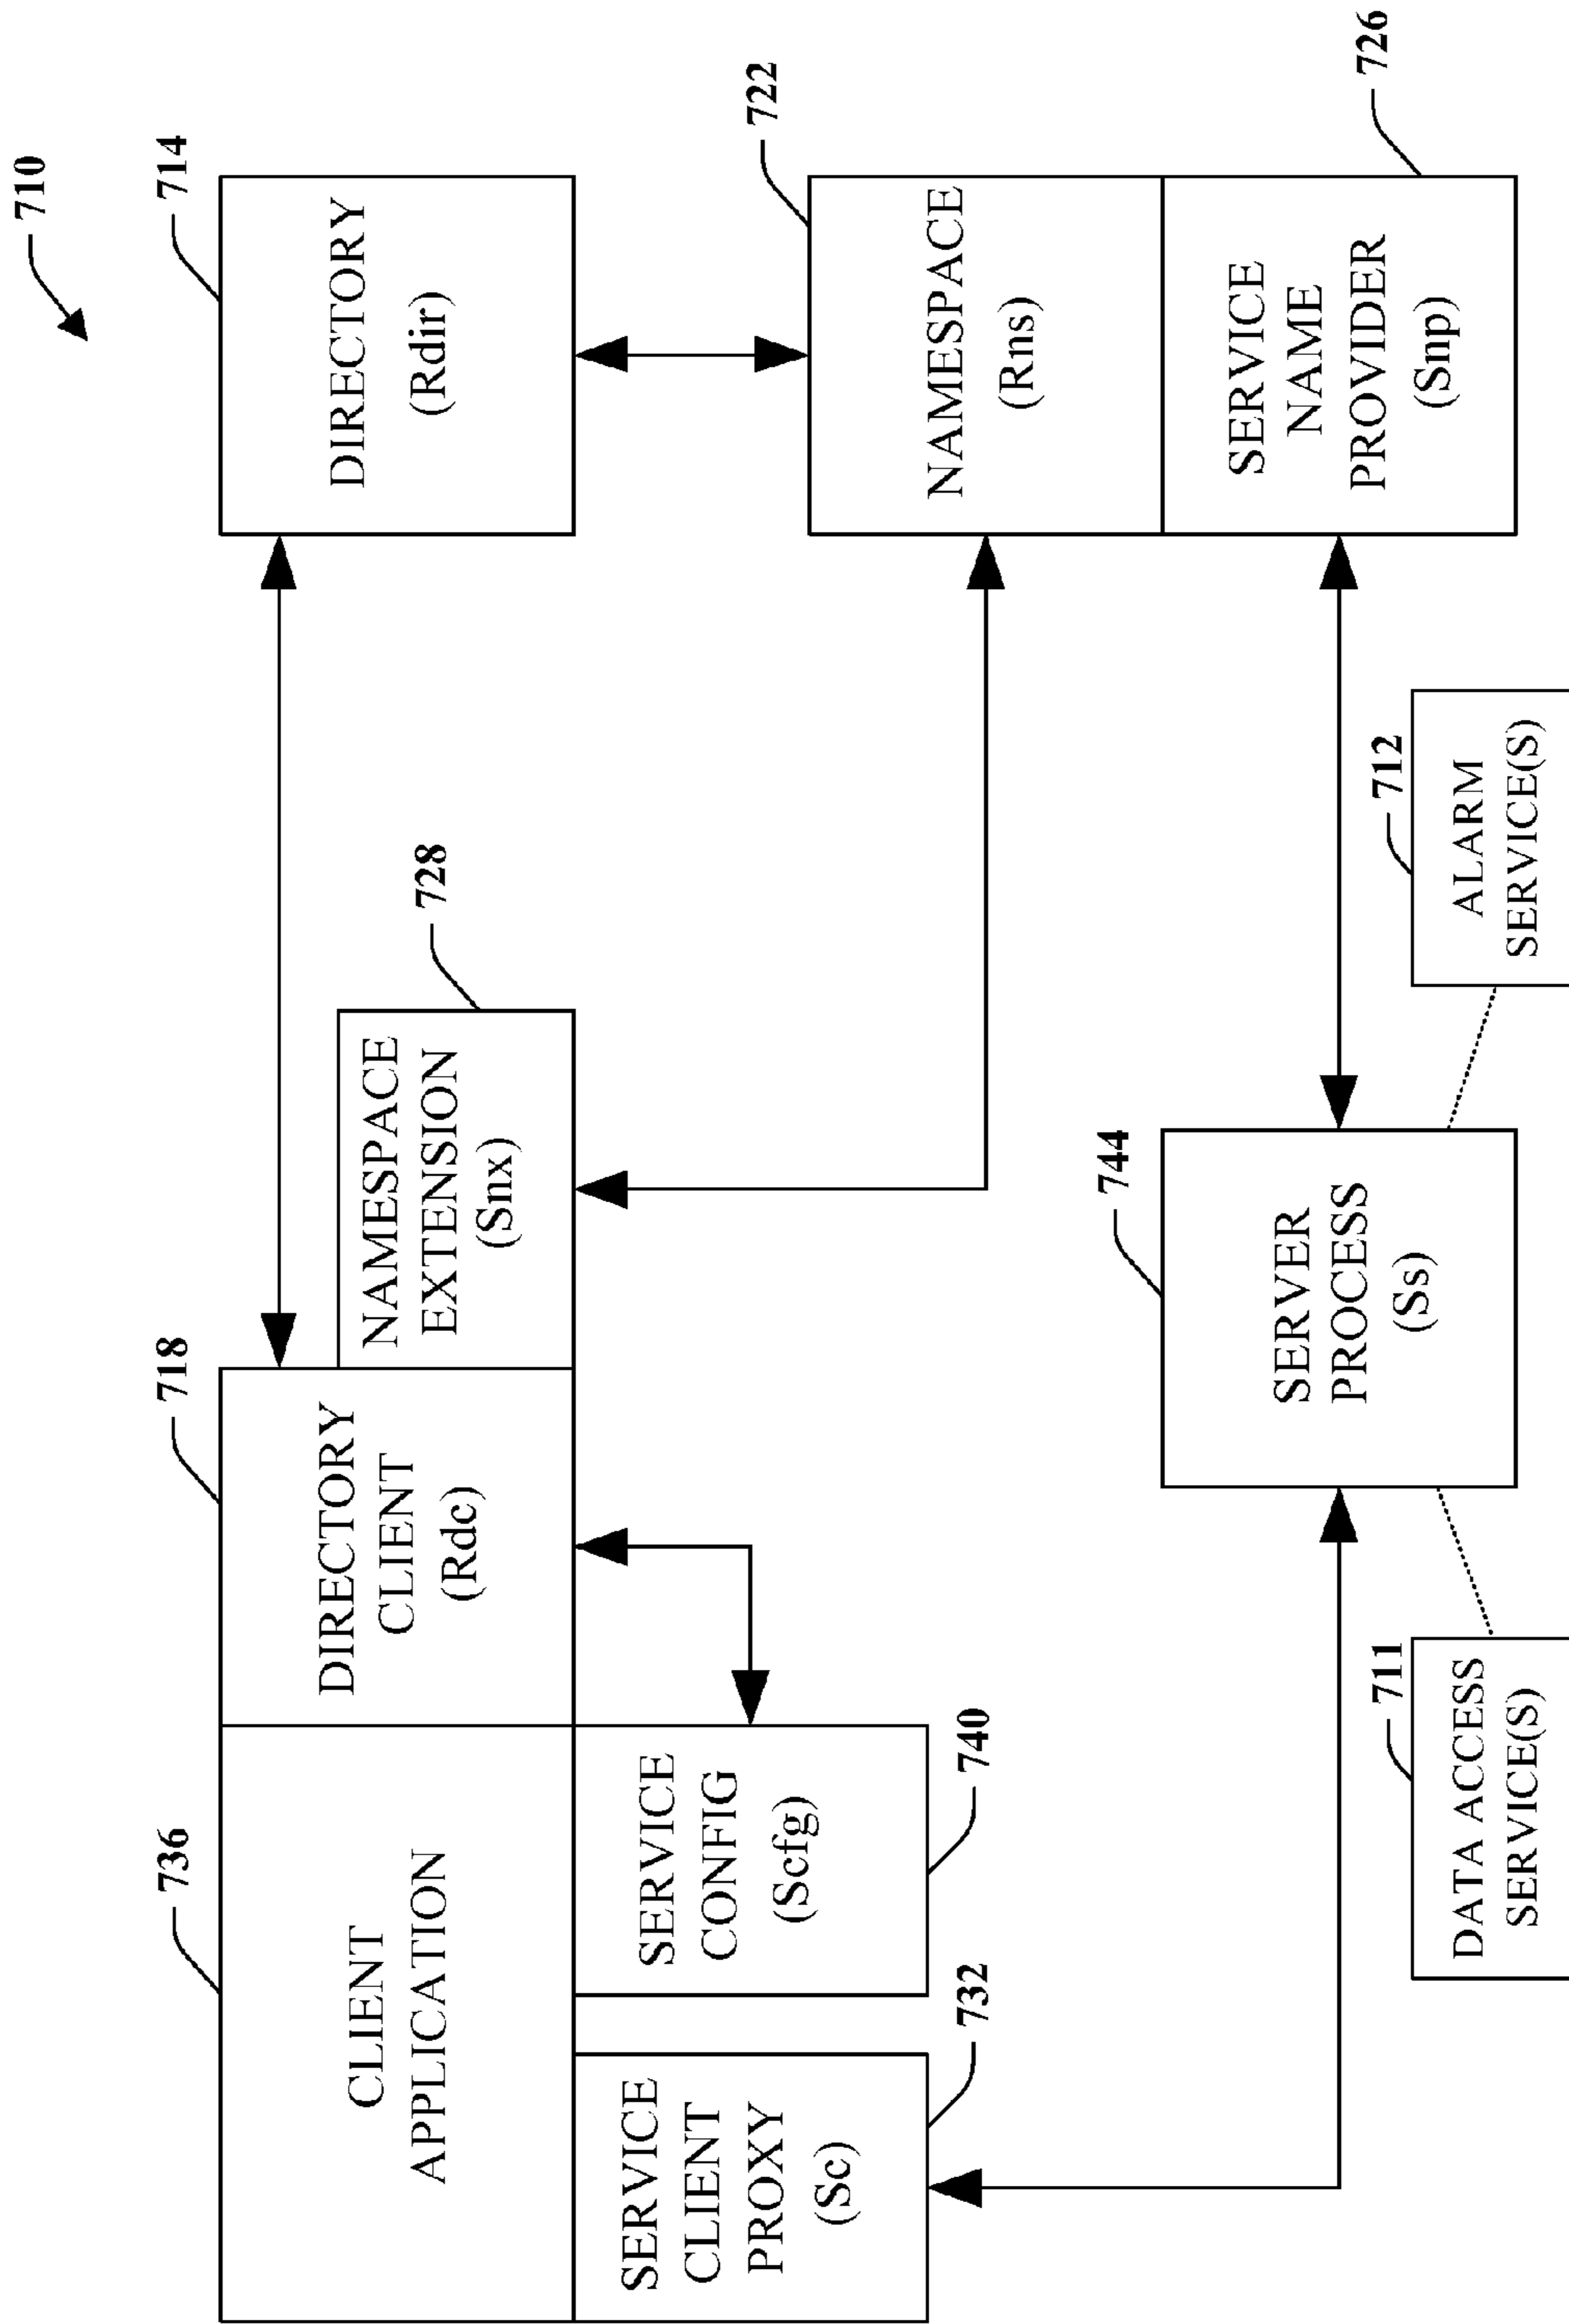 710
736
CLIENT
APPLICATION
718
DIRECTORY
CLIENT
(Rdc)
728
NAMESPACE
EXTENSION
(Snx)
714
DIRECTORY
(Rdir)
SERVICE
CLIENT
PROXY
(Sc)
732
SERVICE
CONFIG
(Scfg)
740
722
NAMESPACE
(Rns)
SERVICE
NAME
PROVIDER
(Snp)
726
744
SERVER
PROCESS
(Ss)
711
DATA ACCESS
SERVICE(S)
712
ALARM
SERVICE(S)